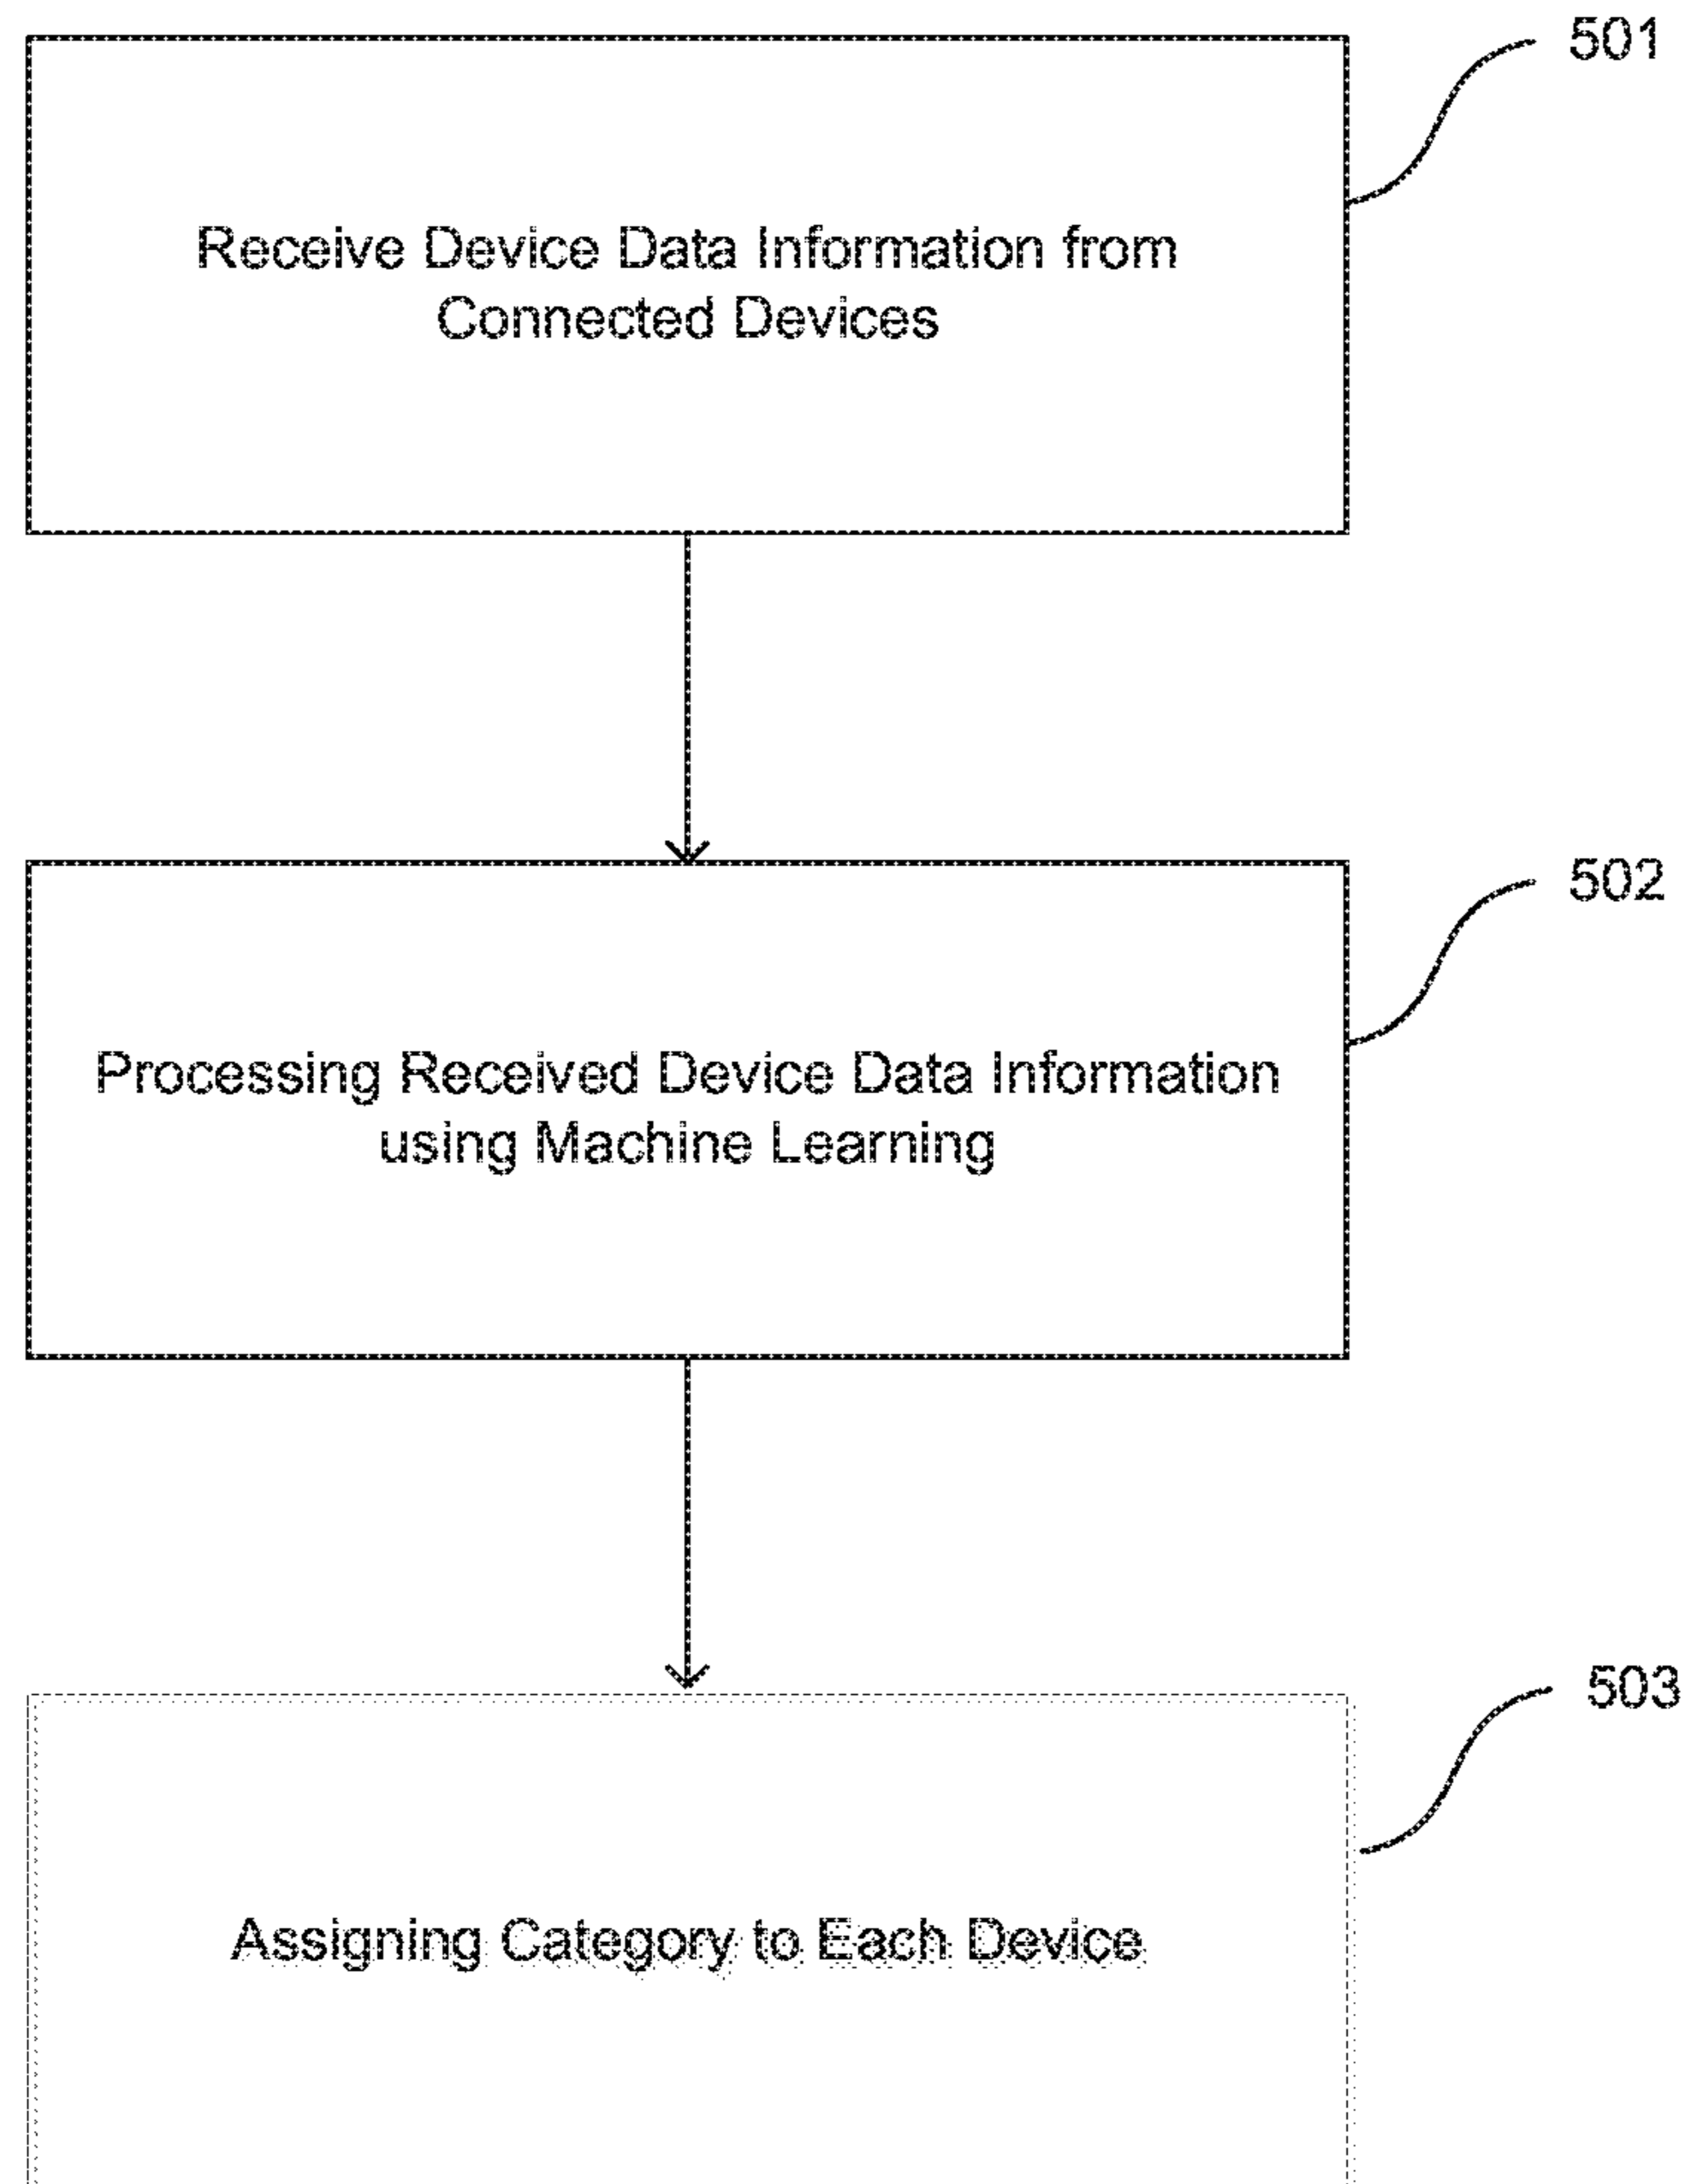 501
Receive Device Data Information from
Connected Devices
502
Processing Received Device Data Information
using Machine Learning
503
Assigning Category to Each Device